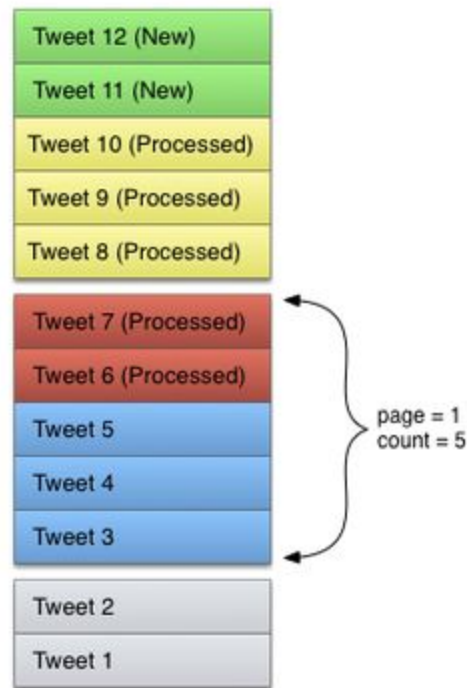 Tweet 12 (New)
Tweet 11 (New)
Tweet 10 (Processed)
Tweet 9 (Processed)
Tweet 8 (Processed)
Tweet 7 (Processed)
Tweet 6 (Processed)
Tweet 5
Tweet 4
Tweet 3
page = 1
count = 5
Tweet 2
Tweet 1